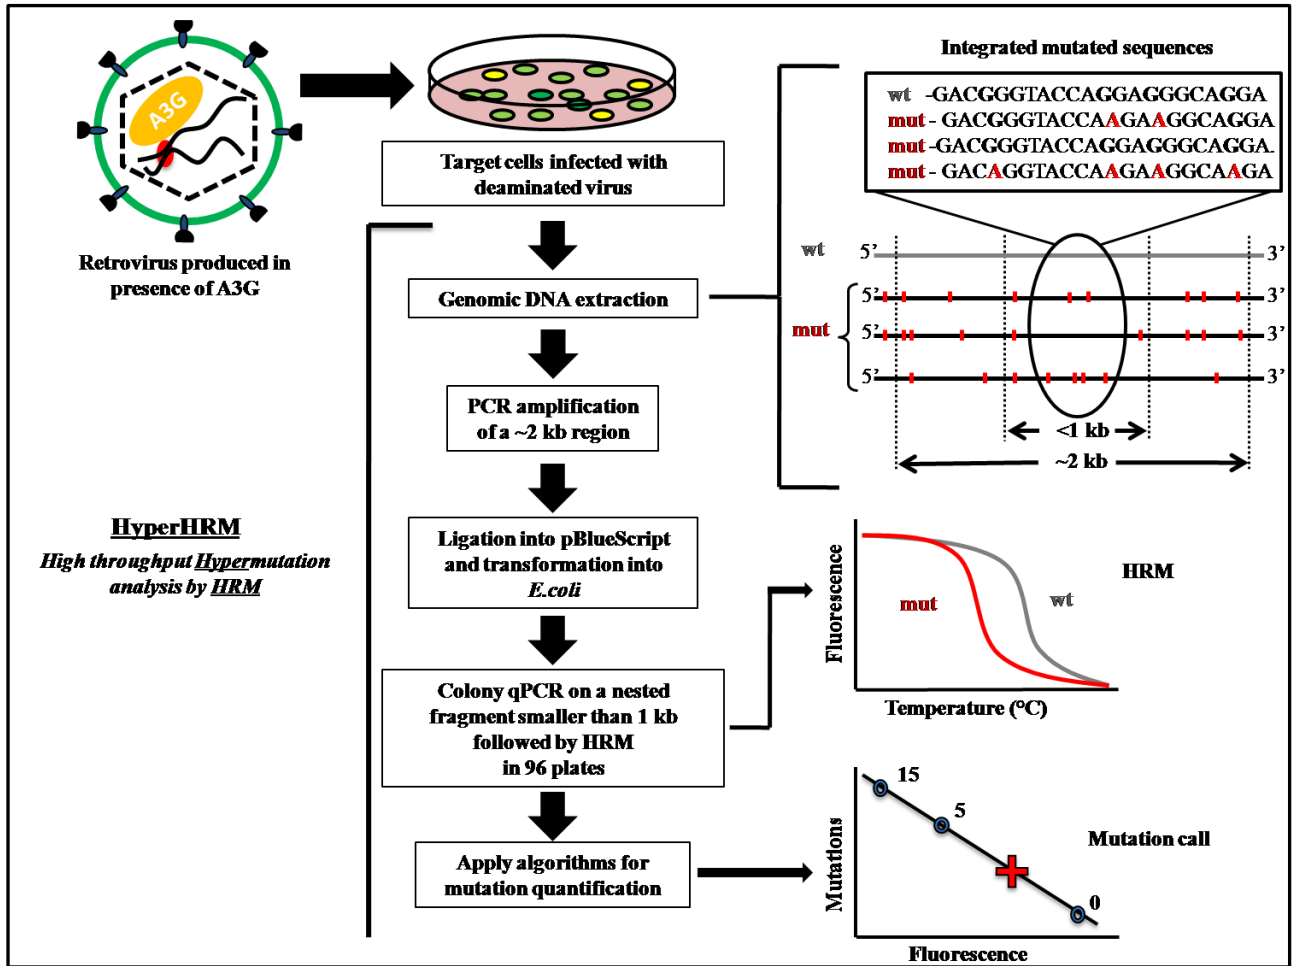 A3G
Retrovirus produced in
presence of A3G
Target cells infected with
deaminated virus
Genomic DNA extraction
PCR amplification
of a ~2 kb region
Ligation into pBlueScript
and transformation into
E.coli
Colony qPCR on a nested
fragment smaller than 1 kb
followed by HRM
in 96 plates
Apply algorithms for
mutation quantification
HyperHRM
High throughput Hypermutation
analysis by HRM
Integrated mutated sequences
wt -GACGGGTACCAGGAGGGCAGGA
mut - GACGGGTACCAAGAAGGCAGGA
mut -GACGGGTACCAGGAGGGCAGGA.
mut - GACAGGTACCAAGAAGGCAAGA
wt 5’ 3’
5’ 3’
mut 5’ 3’
5’ 3’
<1 kb
~2 kb
Fluorescence
HRM
mut
wt
Temperature (°C)
Mutations
15
5
0
Mutation call
Fluorescence